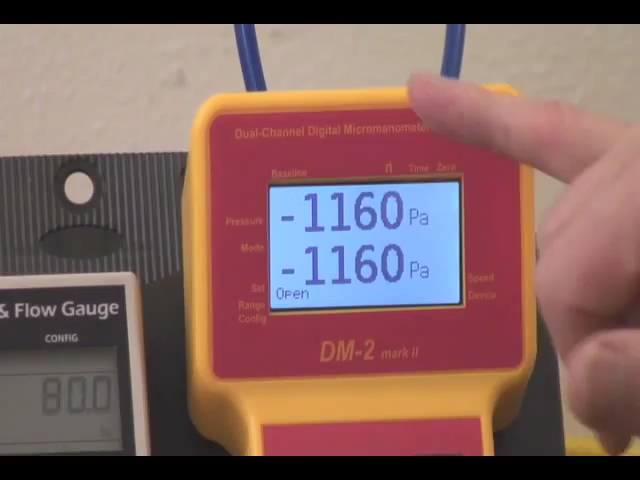 Dual-Channel Digital Micromanometer
Baseline n Time Zero
Pressure
-1160 Pa
Mode
-1160 Pa
Set
Open
Speed
Range
Device
Config
DM-2 mark II
& Flow Gauge
CONFIG
80.0